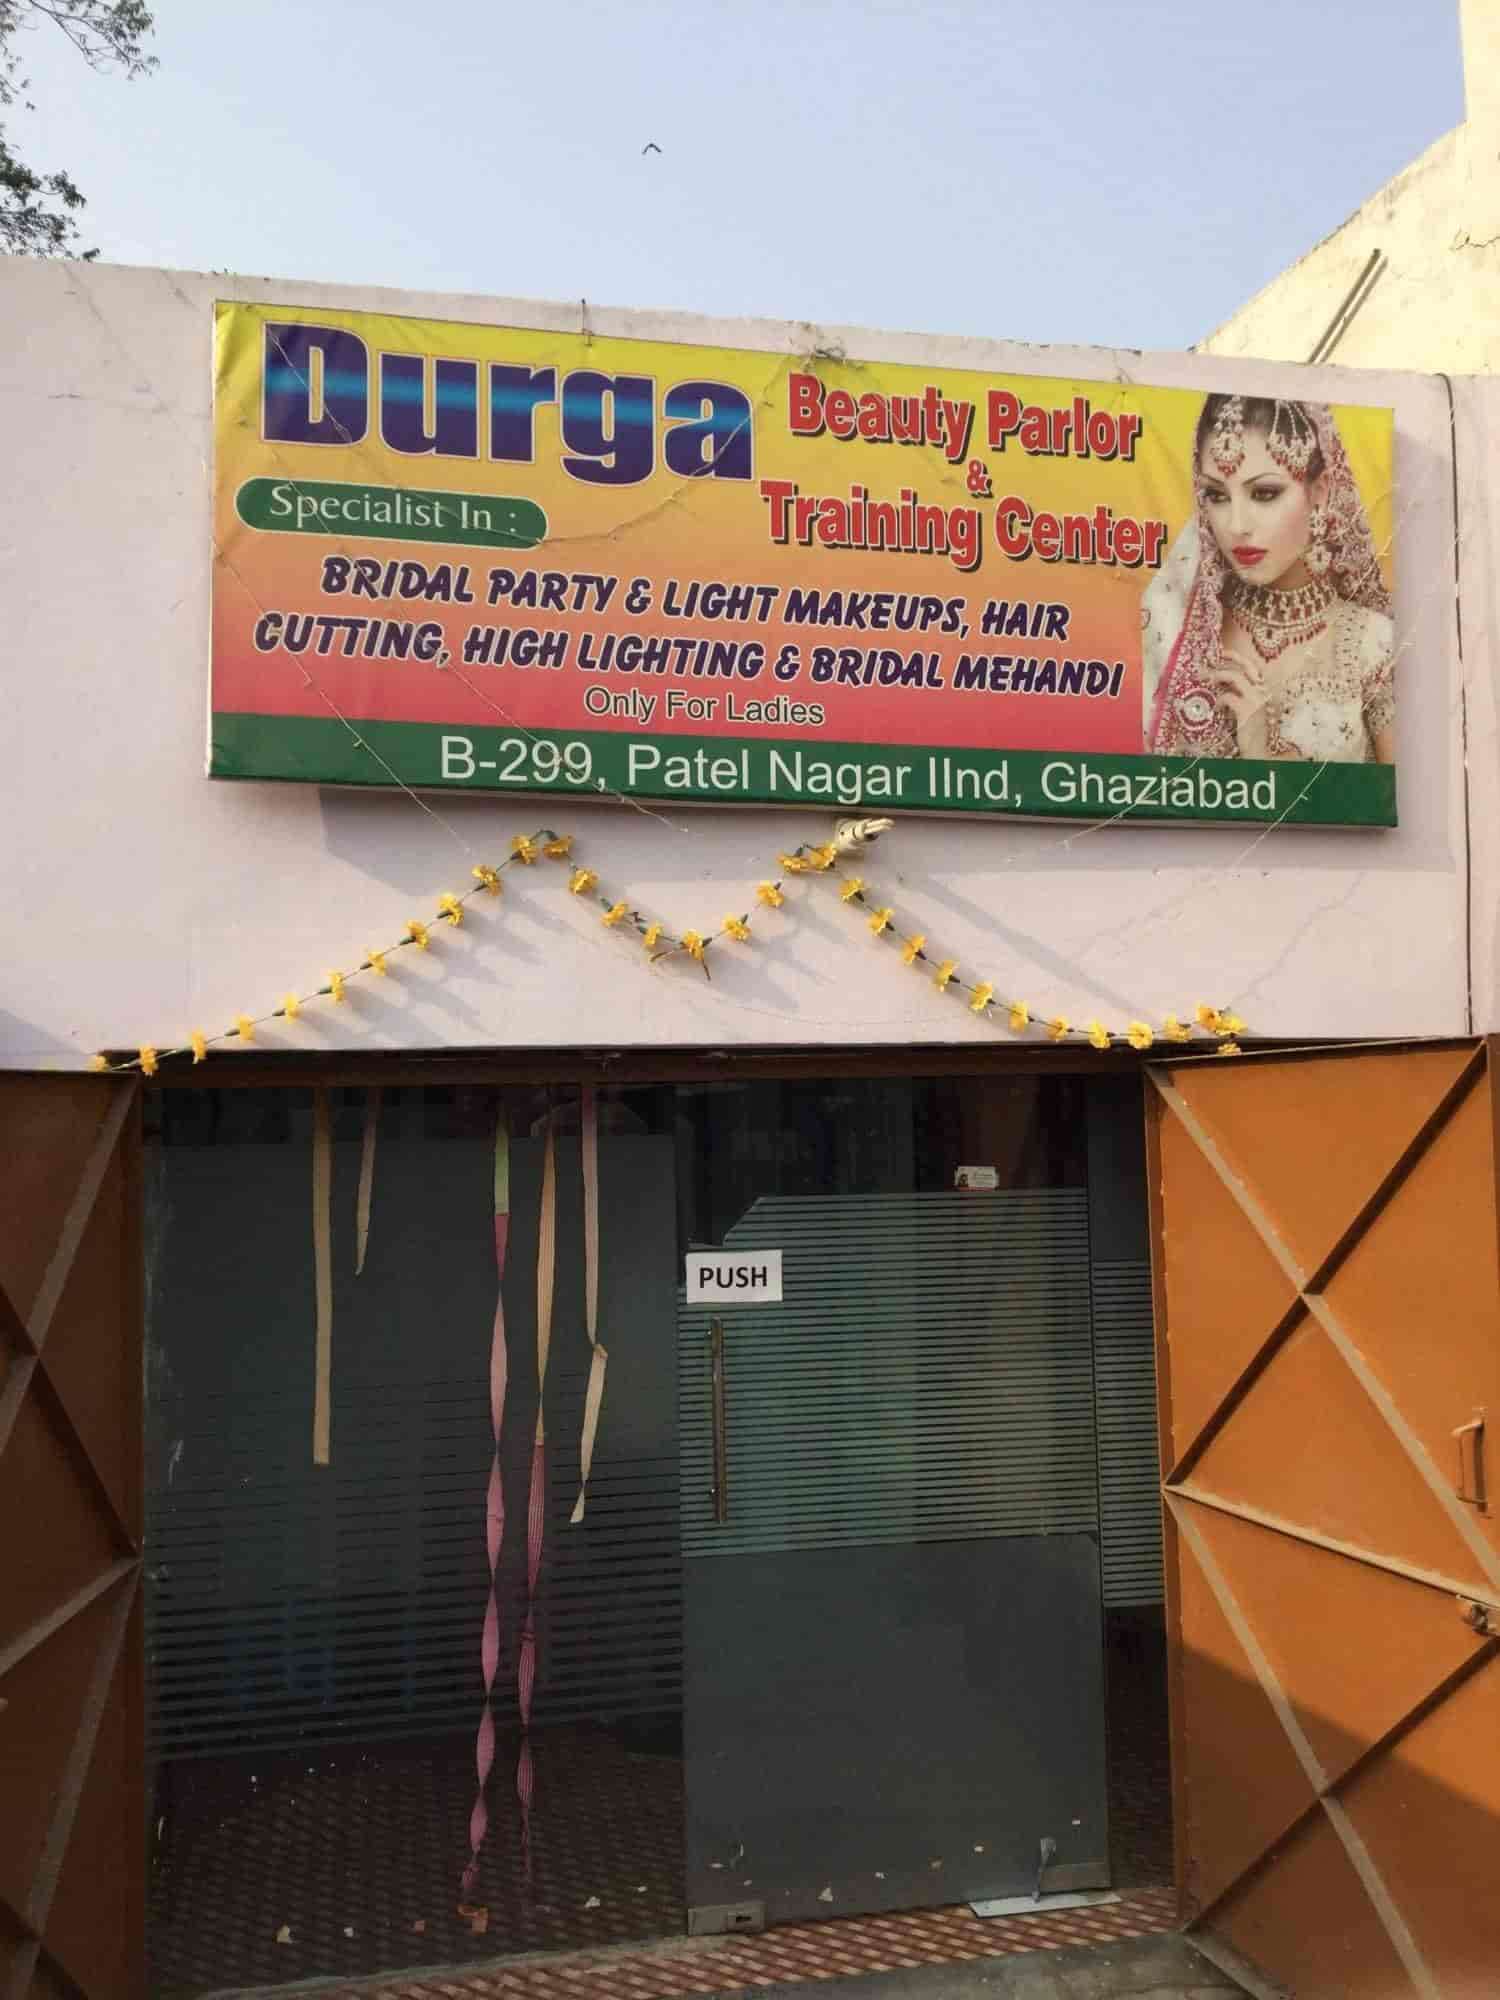 Durga
Beauty Parlor
&
Training Center
Specialist In :
BRIDAL PARTY & LIGHT MAKEUPS, HAIR
CUTTING, HIGH LIGHTING & BRIDAL MEHANDI
Only For Ladies
B-299, Patel Nagar IInd, Ghaziabad
PUSH